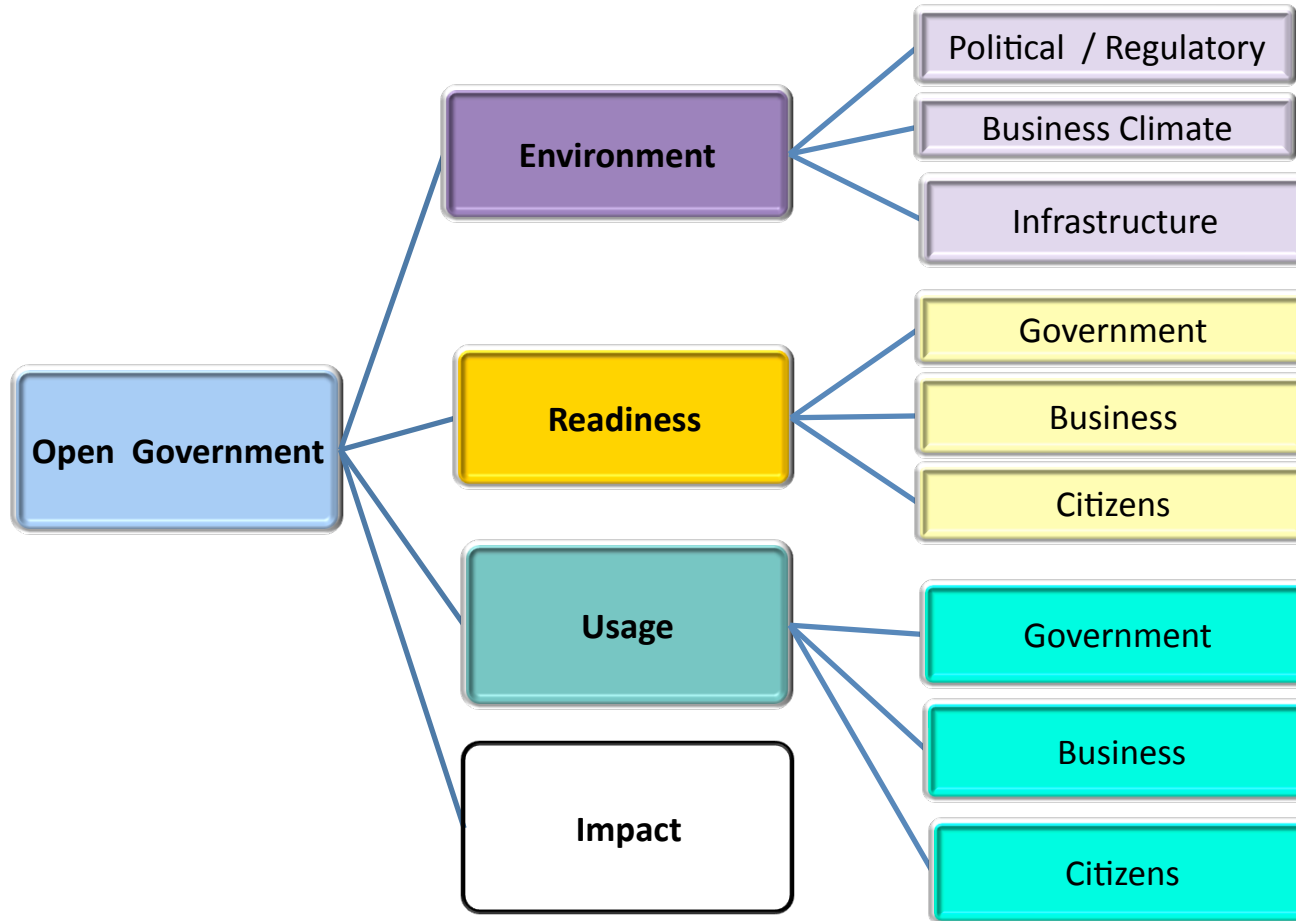 Open Government
Environment
Political / Regulatory
Business Climate
Infrastructure
Readiness
Government
Business
Citizens
Usage
Government
Business
Citizens
Impact